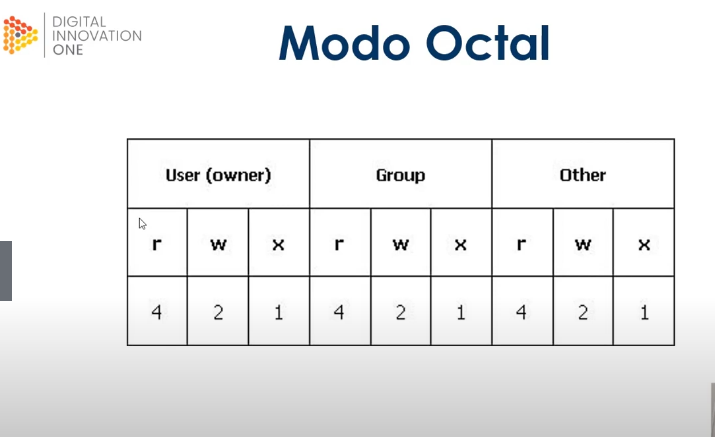 DIGITAL
INNOVATION
ONE
Modo Octal
User (owner) Group Other
r w x r w x r w x
4 2 1 4 2 1 4 2 1